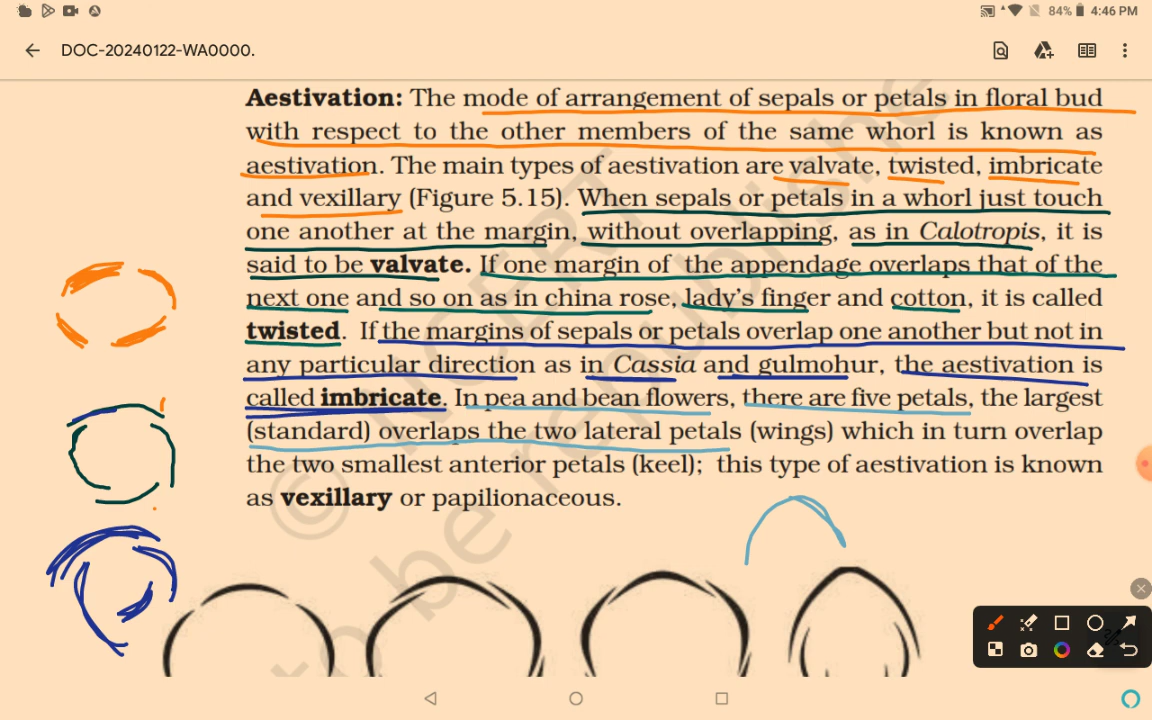 84% 4:46 PM
DOC-20240122-WA0000.
Aestivation: The mode of arrangement of sepals or petals in floral bud
with respect to the other members of the same whorl is known as
aestivation. The main types of aestivation are valvate, twisted, imbricate
and vexillary (Figure 5.15). When sepals or petals in a whorl just touch
one another at the margin, without overlapping, as in Calotropis, it is
said to be valvate. If one margin of the appendage overlaps that of the
next one and so on as in china rose, lady's finger and cotton, it is called
twisted. If the margins of sepals or petals overlap one another but not in
any particular direction as in Cassia and gulmohur, the aestivation is
called imbricate. In pea and bean flowers, there are five petals, the largest
(standard) overlaps the two lateral petals (wings) which in turn overlap
the two smallest anterior petals (keel); this type of aestivation is known
as vexillary or papilionaceous.
© NCERT
to be republishe